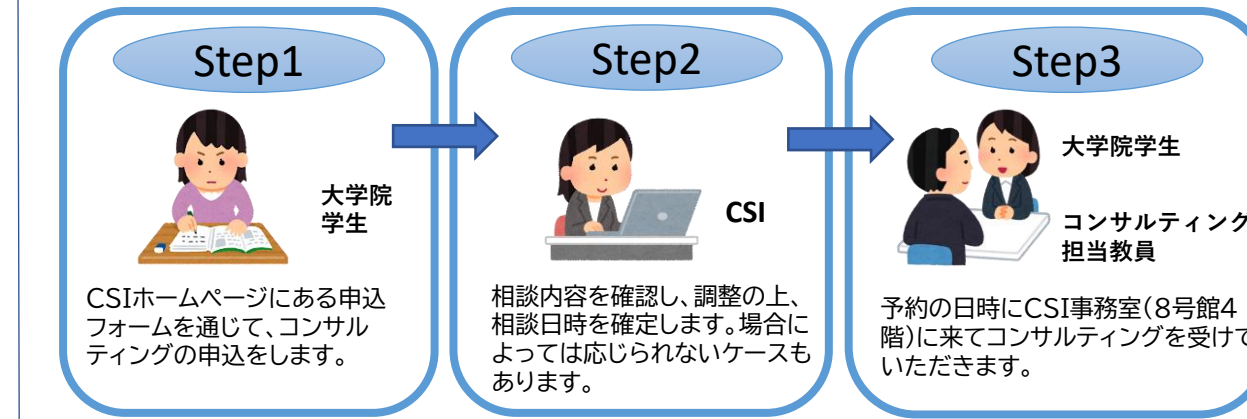 Step1
大学院
学生
CSIホームページにある申込
フォームを通じて、コンサル
ティングの申込をします。
Step2
CSI
相談内容を確認し、調整の上、
相談日時を確定します。場合に
よっては応じられないケースも
あります。
Step3
大学院学生
コンサルティング
担当教員
予約の日時にCSI事務室(8号館4
階)に来てコンサルティングを受けて
いただきます。